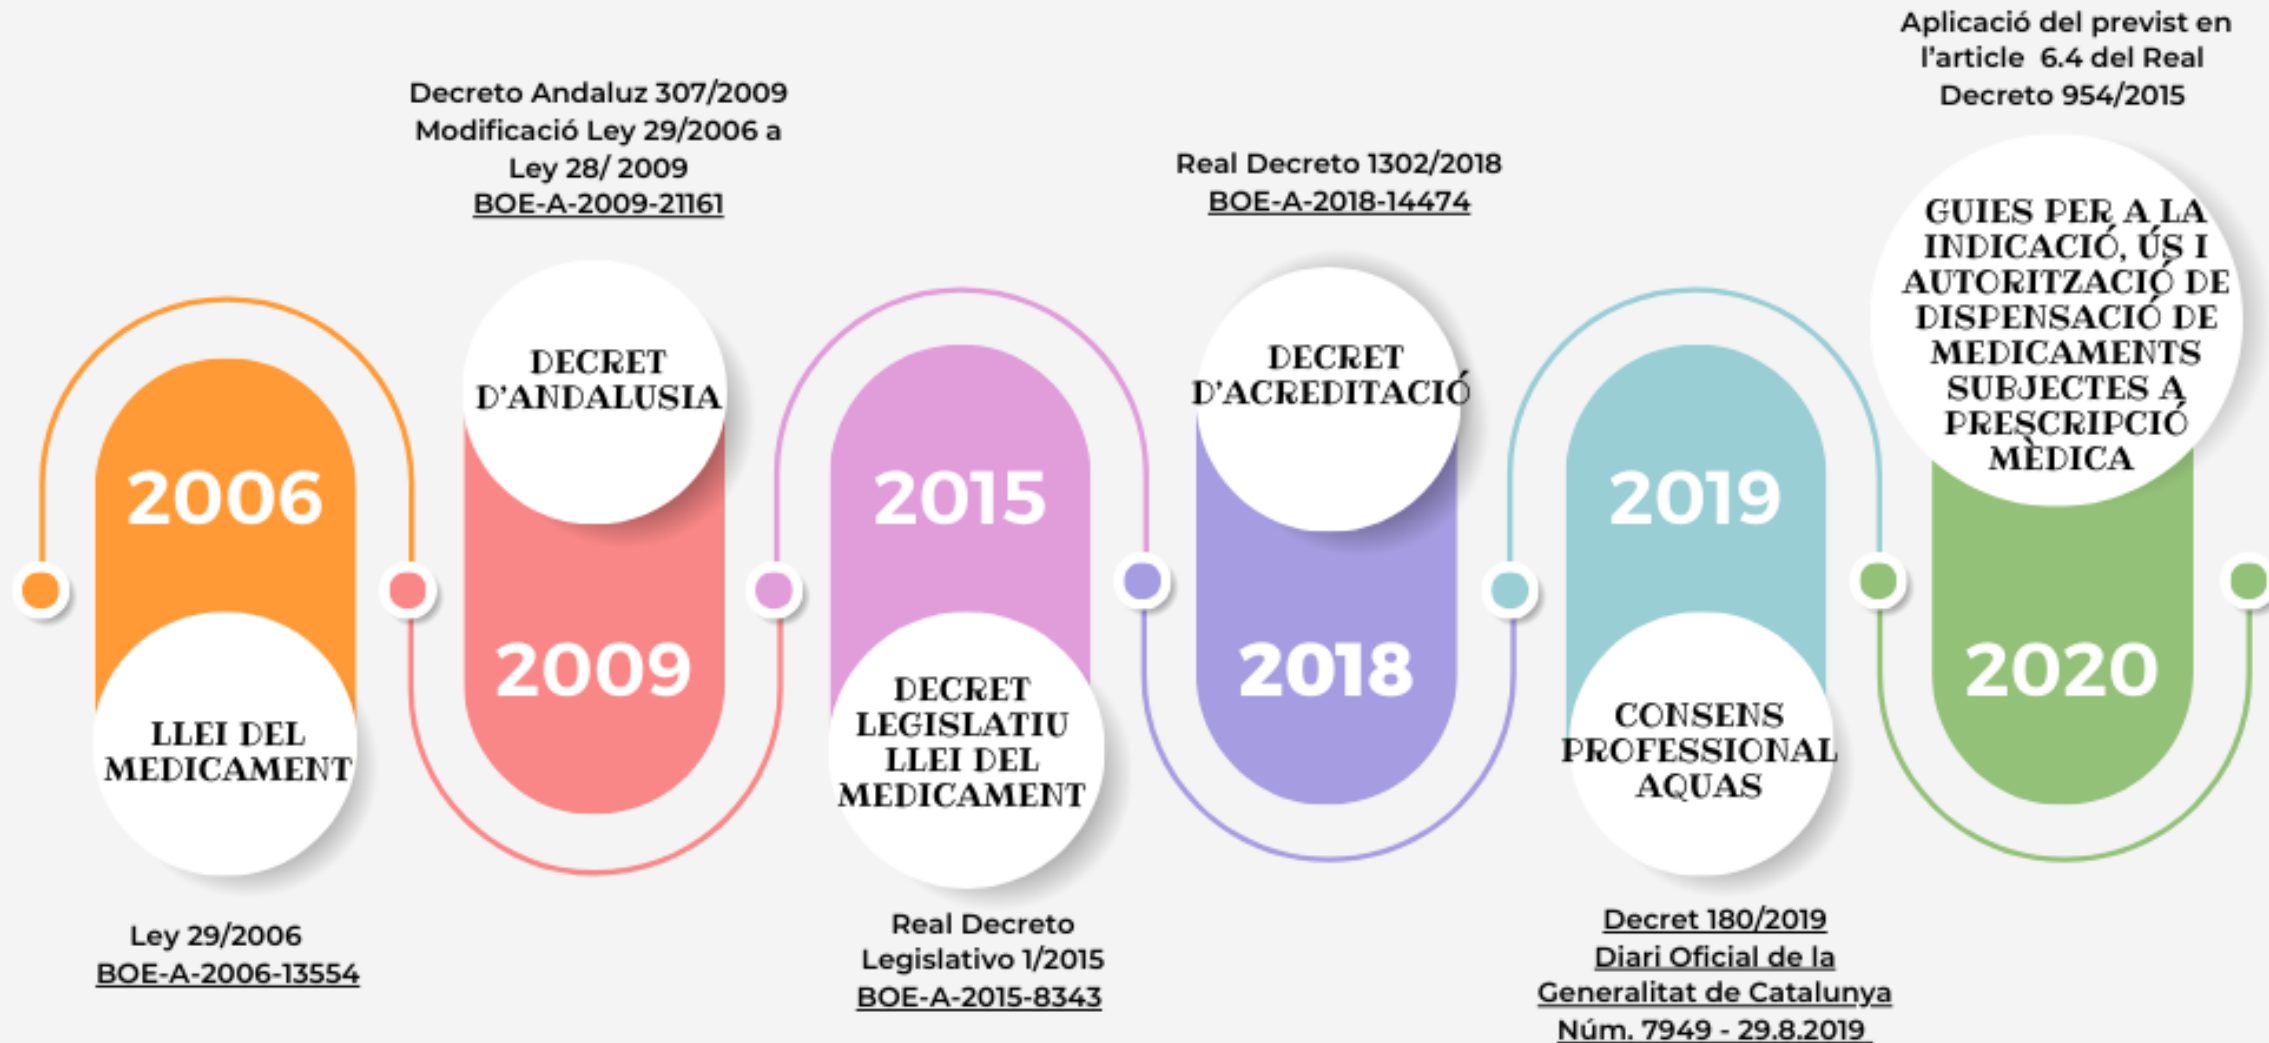 2006
LLEI DEL
MEDICAMENT
Ley 29/2006
BOE-A-2006-13554
Decreto Andaluz 307/2009
Modificació Ley 29/2006 a
Ley 28/ 2009
BOE-A-2009-21161
DECRET
D'ANDALUSIA
2009
2015
DECRET
LEGISLATIU
LLEI DEL
MEDICAMENT
Real Decreto
Legislativo 1/2015
BOE-A-2015-8343
Real Decreto 1302/2018
BOE-A-2018-14474
DECRET
D'ACREDITACIÓ
2018
2019
CONSENS
PROFESSIONAL
AQUAS
Decret 180/2019
Diari Oficial de la
Generalitat de Catalunya
Núm. 7949 - 29.8.2019
Aplicació del previst en
l'article  6.4 del Real
Decreto 954/2015
GUIES PER A LA
INDICACIÓ, ÚS I
AUTORITZACIÓ DE
DISPENSACIÓ DE
MEDICAMENTS
SUBJECTES A
PRESCRIPCIÓ
MÈDICA
2020